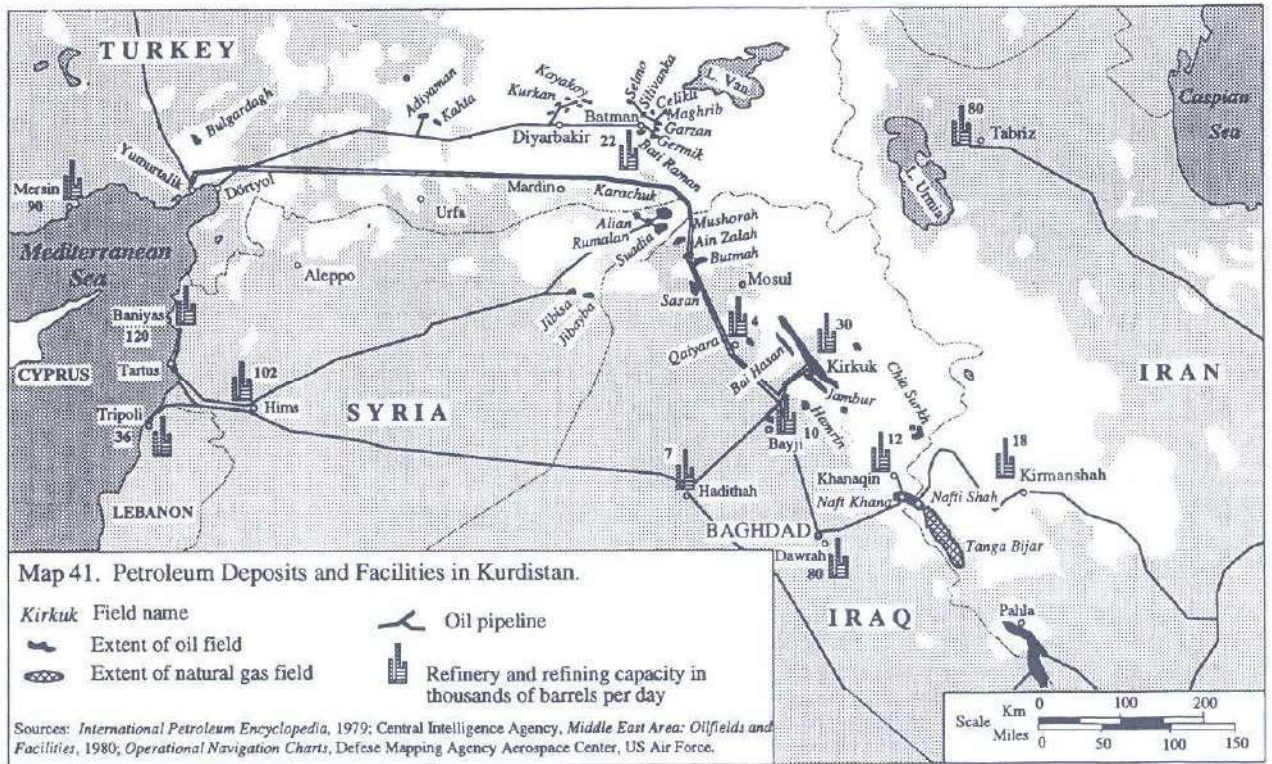 TURKEY
Bulgardagh
Adiyaman
Kahta
Kayakoy
Kurkan
Selmo
Silivanka
Celikli
Maghrib
Garzan
Germik
Bati Raman
Batman
Diyarbakir
22
L. Van
80
Tabriz
Caspian
Sea
L. Urmia
Mersin
90
Yumurtalik
Dörtyol
Urfa
Mardin
Karachuk
Alian
Rumalan
Suadia
Mushorah
Ain Zalah
Butmah
Mediterranean
Sea
Aleppo
Jibisa
Jibayba
Sasan
Mosul
Baniyas
120
CYPRUS
Tartus
102
Hims
Tripoli
36
SYRIA
LEBANON
Qaiyara
4
Bai Hasan
30
Kirkuk
Jambur
Hamrin
Chia Surkh
Bayji
10
7
Hadithah
12
Khanaqin
Naft Khana
Nafti Shah
18
Kirmanshah
Tanga Bijar
BAGHDAD
Dawrah
80
IRAQ
IRAN
Pahla
Map 41. Petroleum Deposits and Facilities in Kurdistan.
Kirkuk Field name
Extent of oil field
Extent of natural gas field
Oil pipeline
Refinery and refining capacity in
thousands of barrels per day
Sources: International Petroleum Encyclopedia, 1979; Central Intelligence Agency, Middle East Area: Oilfields and
Facilities, 1980; Operational Navigation Charts, Defese Mapping Agency Aerospace Center, US Air Force.
Km 0 100 200
Scale
Miles 0 50 100 150